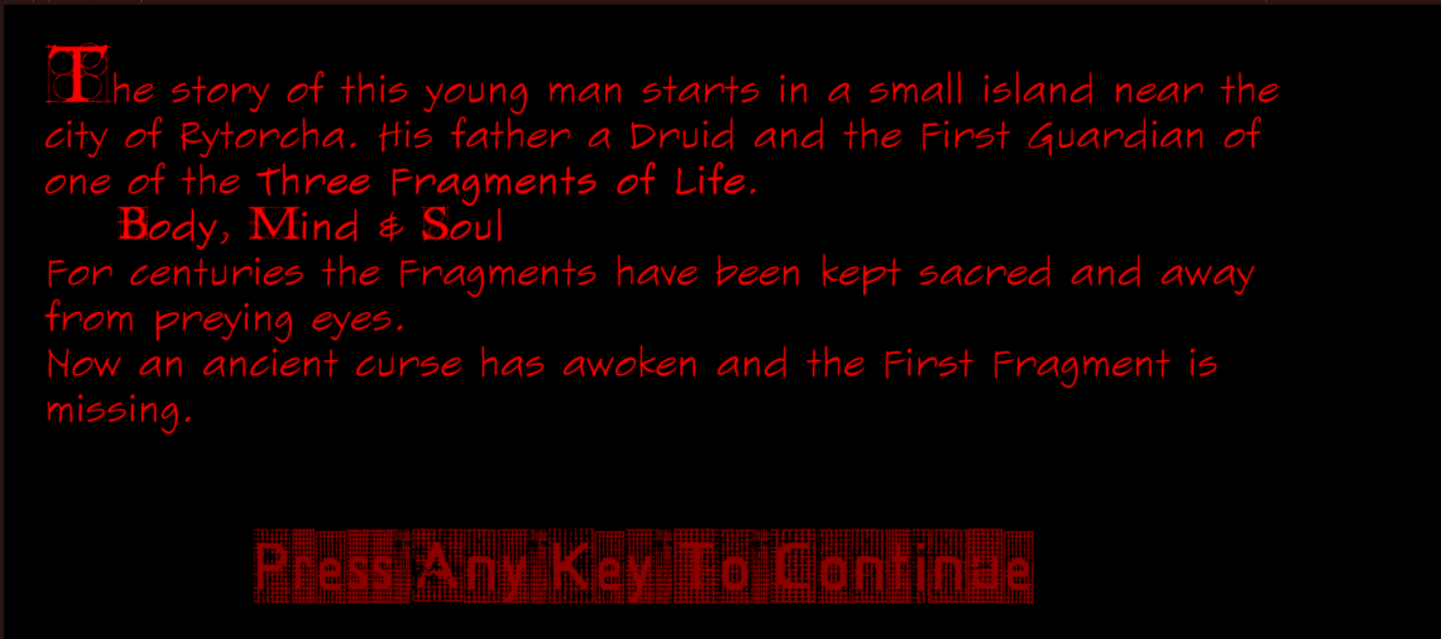 The story of this young man starts in a small island near the
city of Rytorcha. His father a Druid and the First Guardian of
one of the Three Fragments of Life.
Body, Mind & Soul
For centuries the Fragments have been kept sacred and away
from preying eyes.
Now an ancient curse has awoken and the First Fragment is
missing.
Press Any Key To Continue